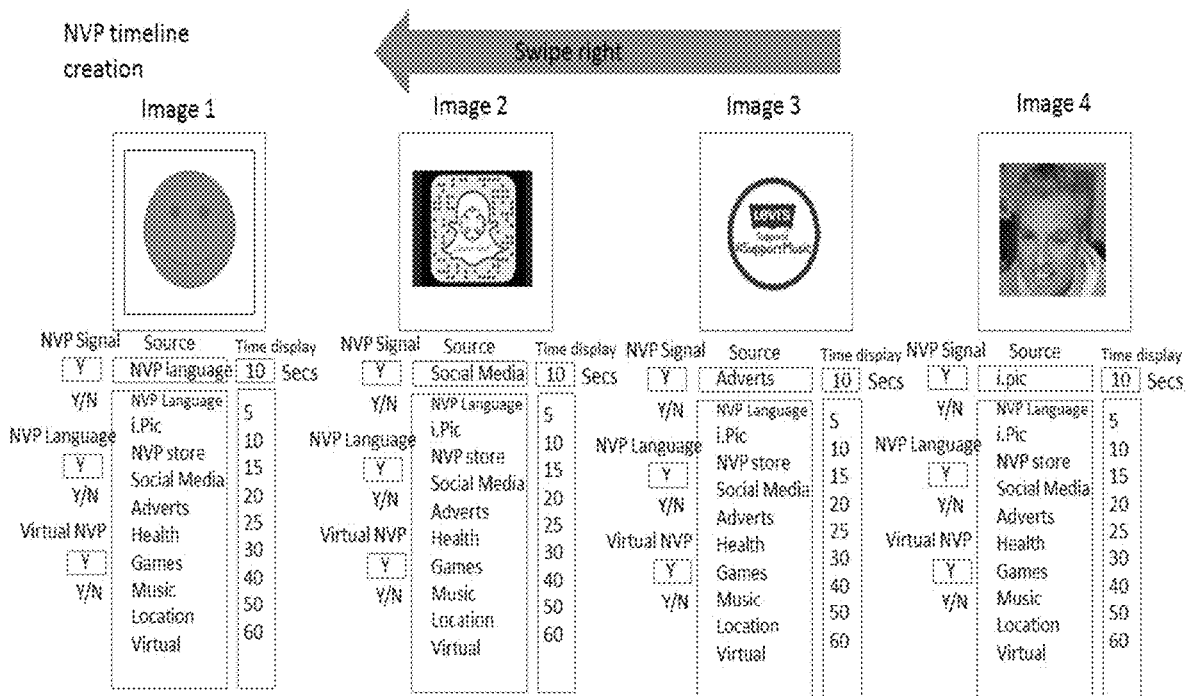 NVP timeline
creation
Swipe right
Image 1
Image 2
Image 3
Image 4
Levi's
#SupportMusic
NVP Signal
Source
Time display
Y
NVP language
10
Secs
Y/N
NVP Language
Y
Y/N
Virtual NVP
Y
Y/N
NVP Language
i.Pic
NVP store
Social Media
Adverts
Health
Games
Music
Location
Virtual
5
10
15
20
25
30
40
50
60
NVP Signal
Source
Time display
Y
Social Media
10
Secs
Y/N
NVP Language
Y
Y/N
Virtual NVP
Y
Y/N
NVP Language
i.Pic
NVP store
Social Media
Adverts
Health
Games
Music
Location
Virtual
5
10
15
20
25
30
40
50
60
NVP Signal
Source
Time display
Y
Adverts
10
Secs
Y/N
NVP Language
Y
Y/N
Virtual NVP
Y
Y/N
NVP Language
i.Pic
NVP store
Social Media
Adverts
Health
Games
Music
Location
Virtual
5
10
15
20
25
30
40
50
60
NVP Signal
Source
Time display
Y
i.pic
10
Secs
Y/N
NVP Language
Y
Y/N
Virtual NVP
Y
Y/N
NVP Language
i.Pic
NVP store
Social Media
Adverts
Health
Games
Music
Location
Virtual
5
10
15
20
25
30
40
50
60